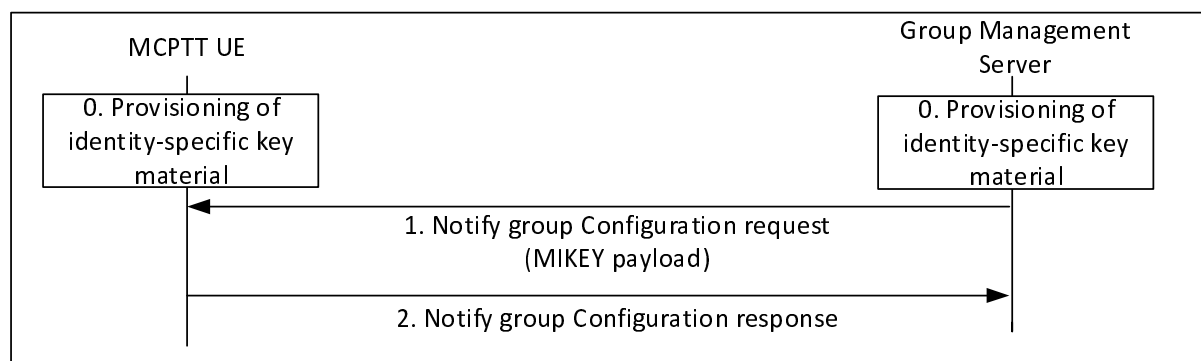 MCPTT UE
Group Management
Server
0. Provisioning of
identity-specific key
material
0. Provisioning of
identity-specific key
material
1. Notify group Configuration request
(MIKEY payload)
2. Notify group Configuration response